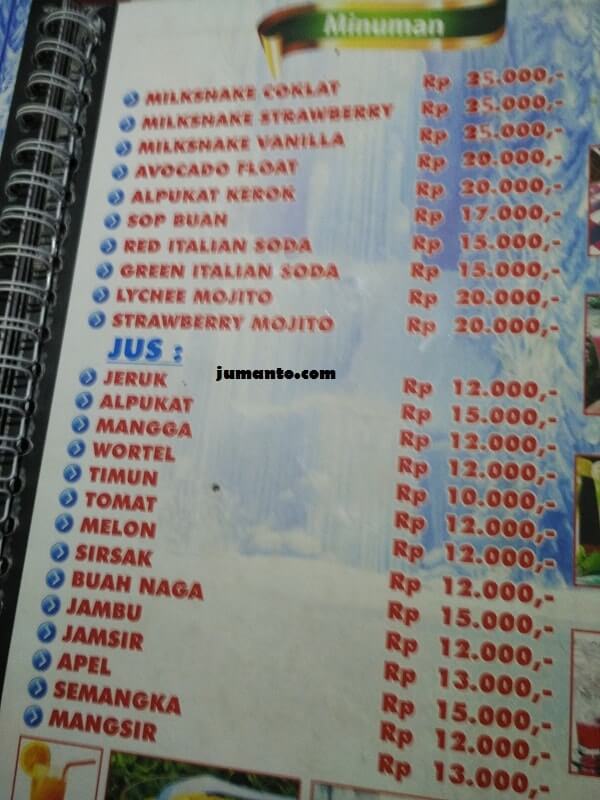 Minuman
MILKSHAKE COKLAT Rp 25.000,-
MILKSHAKE STRAWBERRY Rp 25.000,-
MILKSHAKE VANILLA Rp 25.000,-
AVOCADO FLOAT Rp 20.000,-
ALPUKAT KEROK Rp 20.000,-
SOP BUAH Rp 17.000,-
RED ITALIAN SODA Rp 15.000,-
GREEN ITALIAN SODA Rp 15.000,-
LYCHEE MOJITO Rp 20.000,-
STRAWBERRY MOJITO Rp 20.000,-
JUS :
jumanto.com
JERUK Rp 12.000,-
ALPUKAT Rp 15.000,-
MANGGA Rp 12.000,-
WORTEL Rp 12.000,-
TIMUN Rp 10.000,-
TOMAT Rp 12.000,-
MELON Rp 12.000,-
SIRSAK Rp 12.000,-
BUAH NAGA Rp 15.000,-
JAMBU Rp 12.000,-
JAMSIR Rp 13.000,-
APEL Rp 15.000,-
SEMANGKA Rp 12.000,-
MANGSIR Rp 13.000,-